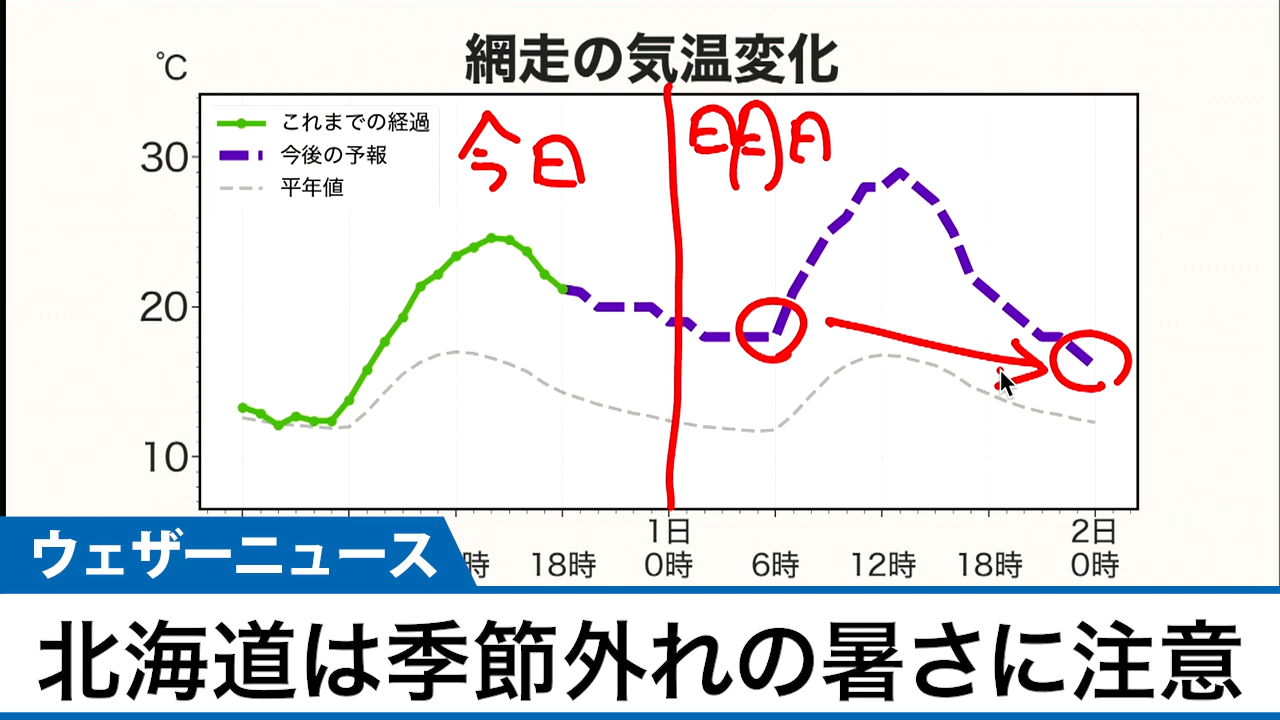 網走の気温変化
℃
これまでの経過
今後の予報
平年値
今日
明日
30
20
10
1日
2日
時
18時
0時
6時
12時
18時
0時
ウェザーニュース
北海道は季節外れの暑さに注意